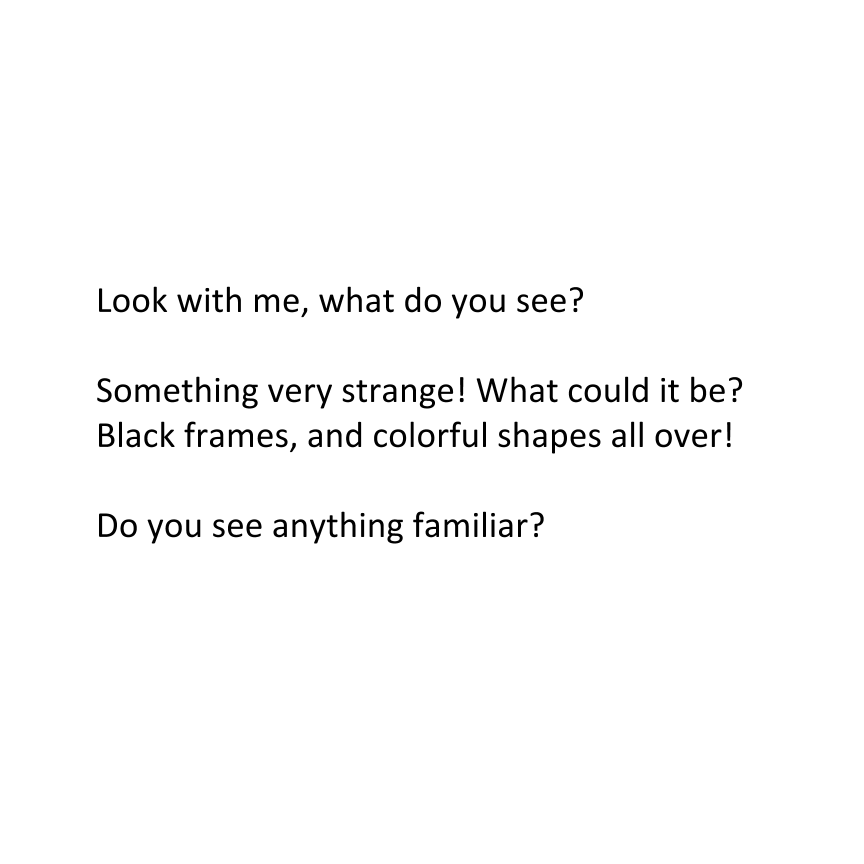 Look with me, what do you see?
Something very strange! What could it be?
Black frames, and colorful shapes all over!
Do you see anything familiar?